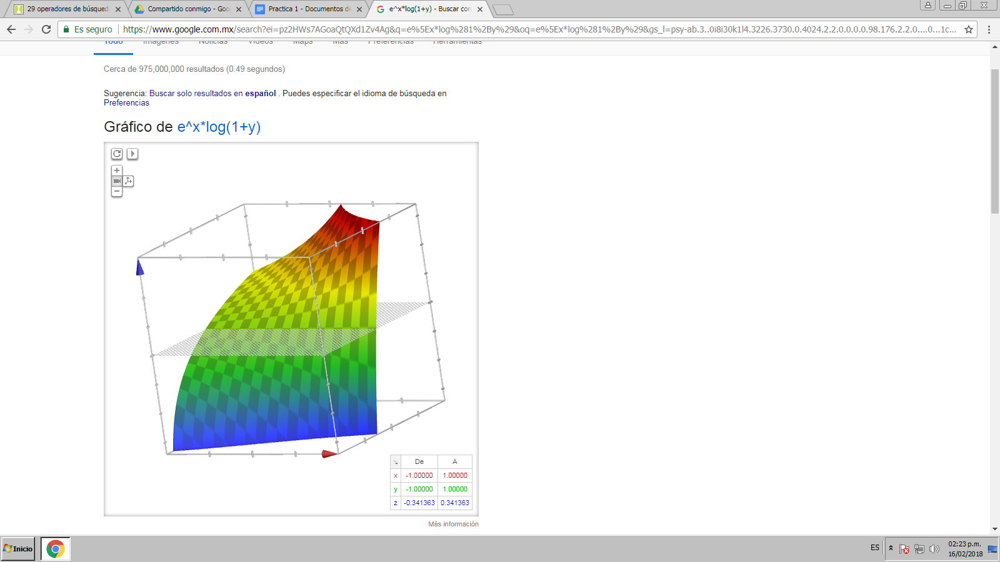 29 operadores de búsqued
Compartido conmigo - Goo
Practica 1 - Documentos de
e^x*log(1+y) - Buscar con
Es seguro
https://www.google.com.mx/search?ei=pz2HWs7AGoaQtQXd1Zv4Ag&q=e%5Ex*log%281%2By%29&oq=e%5Ex*log%281%2By%29&gs_l=psy-ab.3..0i8i30k1l4.3226.3730.0.4024.2.2.0.0.0.0.98.176.2.2.0....0...1c...
Todo Imágenes Noticias Vídeos Maps Más Preferencias Herramientas
Cerca de 975,000,000 resultados (0.49 segundos)
Sugerencia: Buscar solo resultados en español . Puedes especificar el idioma de búsqueda en
Preferencias
Gráfico de e^x*log(1+y)
De A
x -1.00000 1.00000
y -1.00000 1.00000
z -0.341363 0.341363
Más información
Inicio
ES
02:23 p.m.
16/02/2018